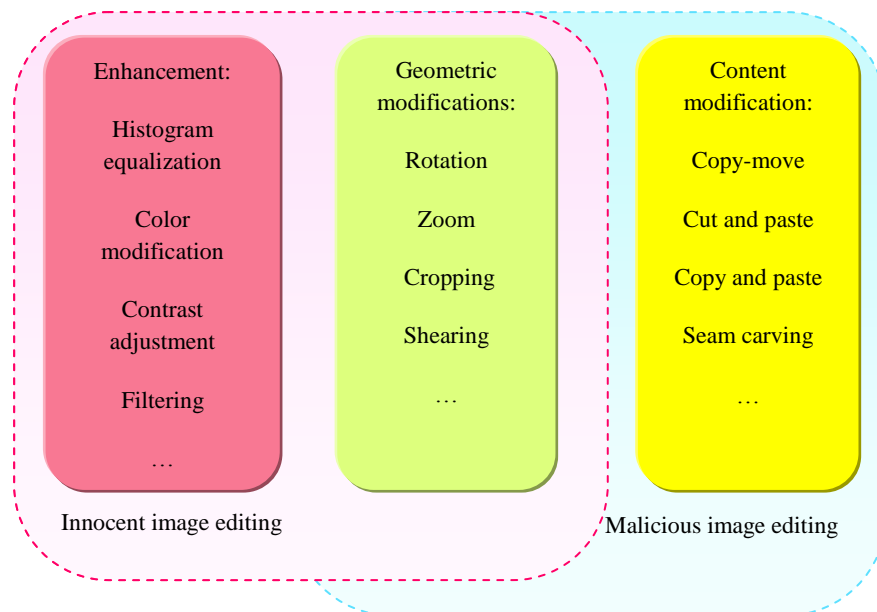 Enhancement:
Histogram
equalization
Color
modification
Contrast
adjustment
Filtering
…
Geometric
modifications:
Rotation
Zoom
Cropping
Shearing
…
Content
modification:
Copy-move
Cut and paste
Copy and paste
Seam carving
…
Innocent image editing
Malicious image editing